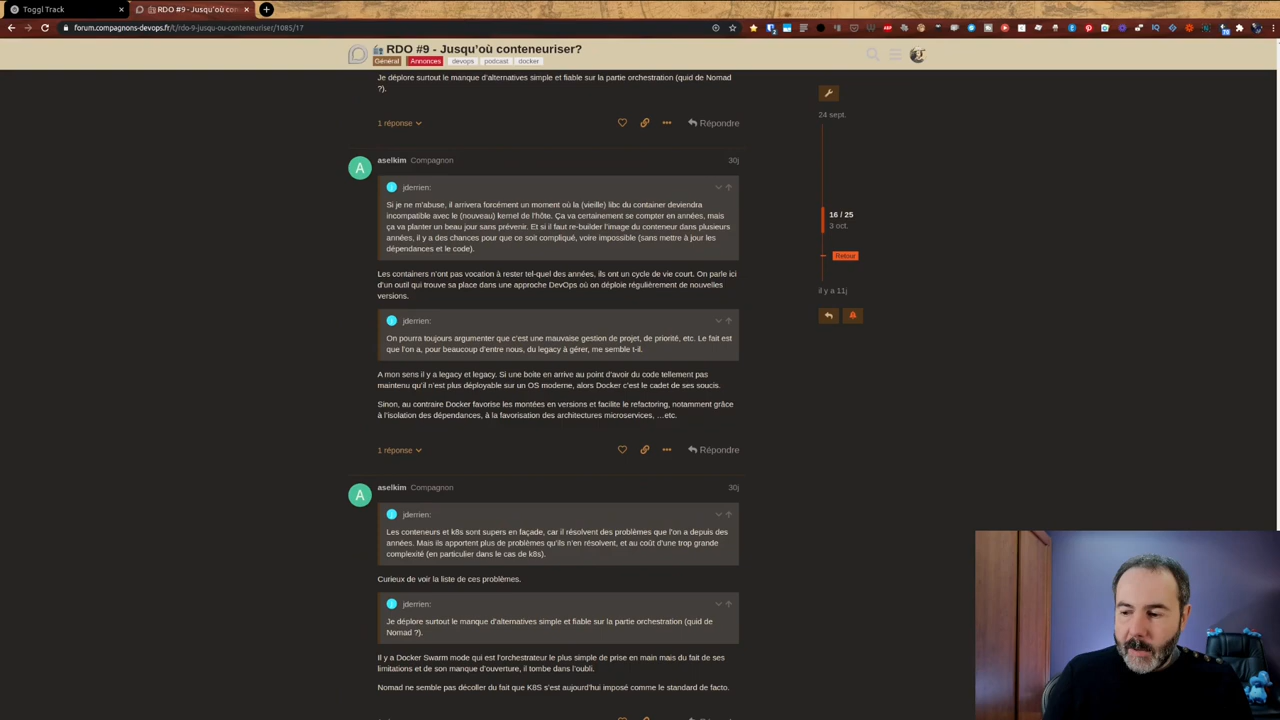 Toggl Track
RDO #9 - Jusqu'où con
forum.compagnons-devops.fr/t/rdo-9-jusqu-ou-conteneuriser/1085/17
RDO #9 - Jusqu'où conteneuriser?
Général Annonces devops podcast docker
Je déplore surtout le manque d'alternatives simple et fiable sur la partie orchestration (quid de Nomad
?).
1 réponse
Répondre
24 sept.
16 / 25
3 oct.
Retour
il y a 11j
A
aselkim Compagnon
30j
jderrien:
Si je ne m'abuse, il arrivera forcément un moment où la (vieille) libc du container deviendra
incompatible avec le (nouveau) kernel de l'hôte. Ça va certainement se compter en années, mais
ça va planter un beau jour sans prévenir. Et si il faut re-builder l'image du conteneur dans plusieurs
années, il y a des chances pour que ce soit compliqué, voire impossible (sans mettre à jour les
dépendances et le code).
Les containers n'ont pas vocation à rester tel-quel des années, ils ont un cycle de vie court. On parle ici
d'un outil qui trouve sa place dans une approche DevOps où on déploie régulièrement de nouvelles
versions.
jderrien:
On pourra toujours argumenter que c'est une mauvaise gestion de projet, de priorité, etc. Le fait est
que l'on a, pour beaucoup d'entre nous, du legacy à gérer, me semble t-il.
A mon sens il y a legacy et legacy. Si une boite en arrive au point d'avoir du code tellement pas
maintenu qu'il n'est plus déployable sur un OS moderne, alors Docker c'est le cadet de ses soucis.
Sinon, au contraire Docker favorise les montées en versions et facilite le refactoring, notamment grâce
à l'isolation des dépendances, à la favorisation des architectures microservices, …etc.
1 réponse
Répondre
A
aselkim Compagnon
30j
jderrien:
Les conteneurs et k8s sont supers en façade, car il résolvent des problèmes que l'on a depuis des
années. Mais ils apportent plus de problèmes qu'ils n'en résolvent, et au coût d'une trop grande
complexité (en particulier dans le cas de k8s).
Curieux de voir la liste de ces problèmes.
jderrien:
Je déplore surtout le manque d'alternatives simple et fiable sur la partie orchestration (quid de
Nomad ?).
Il y a Docker Swarm mode qui est l'orchestrateur le plus simple de prise en main mais du fait de ses
limitations et de son manque d'ouverture, il tombe dans l'oubli.
Nomad ne semble pas décoller du fait que K8S s'est aujourd'hui imposé comme le standard de facto.